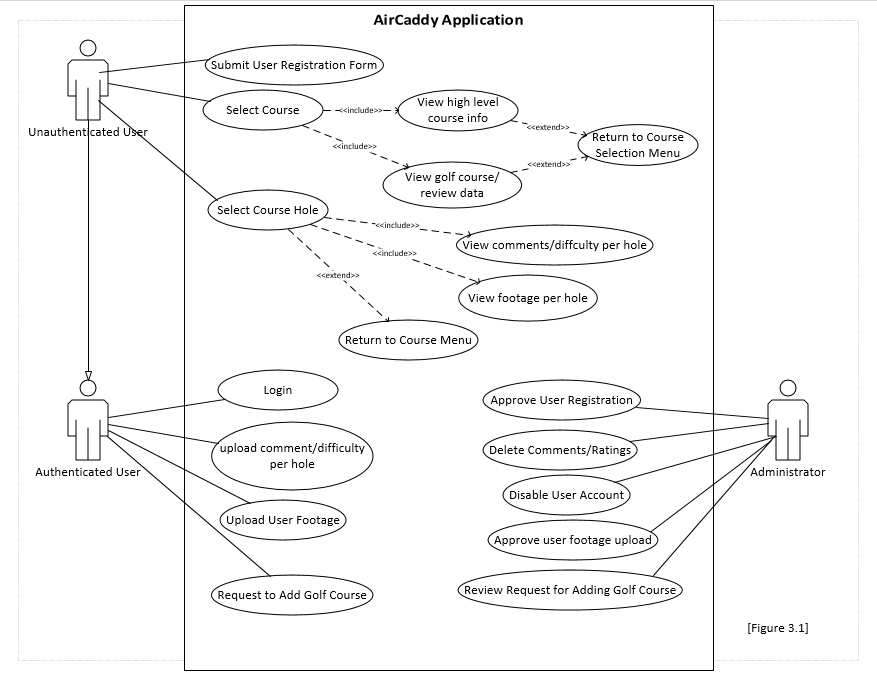 AirCaddy Application
Submit User Registration Form
Select Course
<<include>>
View high level
course info
<<extend>>
Return to Course
Selection Menu
<<include>>
<<extend>>
View golf course/
review data
Unauthenticated User
Select Course Hole
<<include>>
View comments/diffculty per hole
<<include>>
<<extend>>
View footage per hole
Return to Course Menu
Login
upload comment/difficulty
per hole
Authenticated User
Upload User Footage
Request to Add Golf Course
Approve User Registration
Delete Comments/Ratings
Administrator
Disable User Account
Approve user footage upload
Review Request for Adding Golf Course
[Figure 3.1]